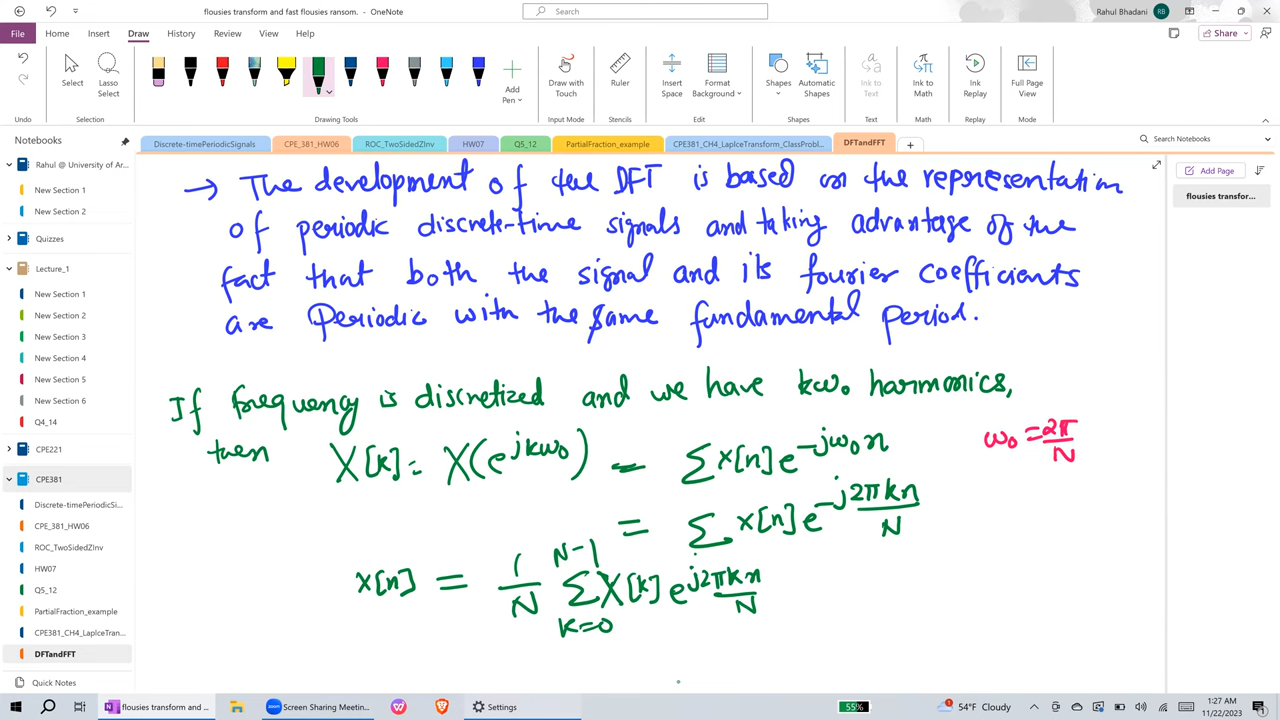 flousies transform and fast flousies ransom. - OneNote
Search
Rahul Bhadani
RB
File
Home
Insert
Draw
History
Review
View
Help
Share
Undo
Select
Lasso Select
Selection
Add Pen
Drawing Tools
Draw with Touch
Input Mode
Ruler
Stencils
Insert Space
Format Background
Edit
Shapes
Automatic Shapes
Shapes
Ink to Text
Text
Ink to Math
Math
Ink Replay
Replay
Full Page View
Mode
Notebooks
Discrete-timePeriodicSignals
CPE_381_HW06
ROC_TwoSidedZInv
HW07
Q5_12
PartialFraction_example
CPE_381_CH4_LaplceTransform_ClassProbl...
DFTandFFT
Search Notebooks
Rahul @ University of Ar...
New Section 1
New Section 2
Quizzes
Lecture_1
New Section 1
New Section 2
New Section 3
New Section 4
New Section 5
New Section 6
Q4_14
CPE221
CPE381
Discrete-timePeriodicSi...
CPE_381_HW06
ROC_TwoSidedZInv
HW07
Q5_12
PartialFraction_example
CPE381_CH4_LaplceTran...
DFTandFFT
Quick Notes
→ The development of the DFT is based on the representation
of periodic discrete-time signals and taking advantage of the
fact that both the signal and its fourier coefficients
are Periodic with the same fundamental period.
If frequency is discretized and we have kω₀ harmonics,
then X[k] = X(e^{jkω₀}) = Σ x[n] e^{-jω₀n}
ω₀ = 2π/N
= Σ x[n] e^{-j2πkn/N}
x[n] = 1/N Σ_{k=0}^{N-1} X[k] e^{j2πkn/N}
Add Page
flousies transfor...
flousies transform and ...
Screen Sharing Meetin...
Settings
55%
54°F Cloudy
1:27 AM
11/22/2023